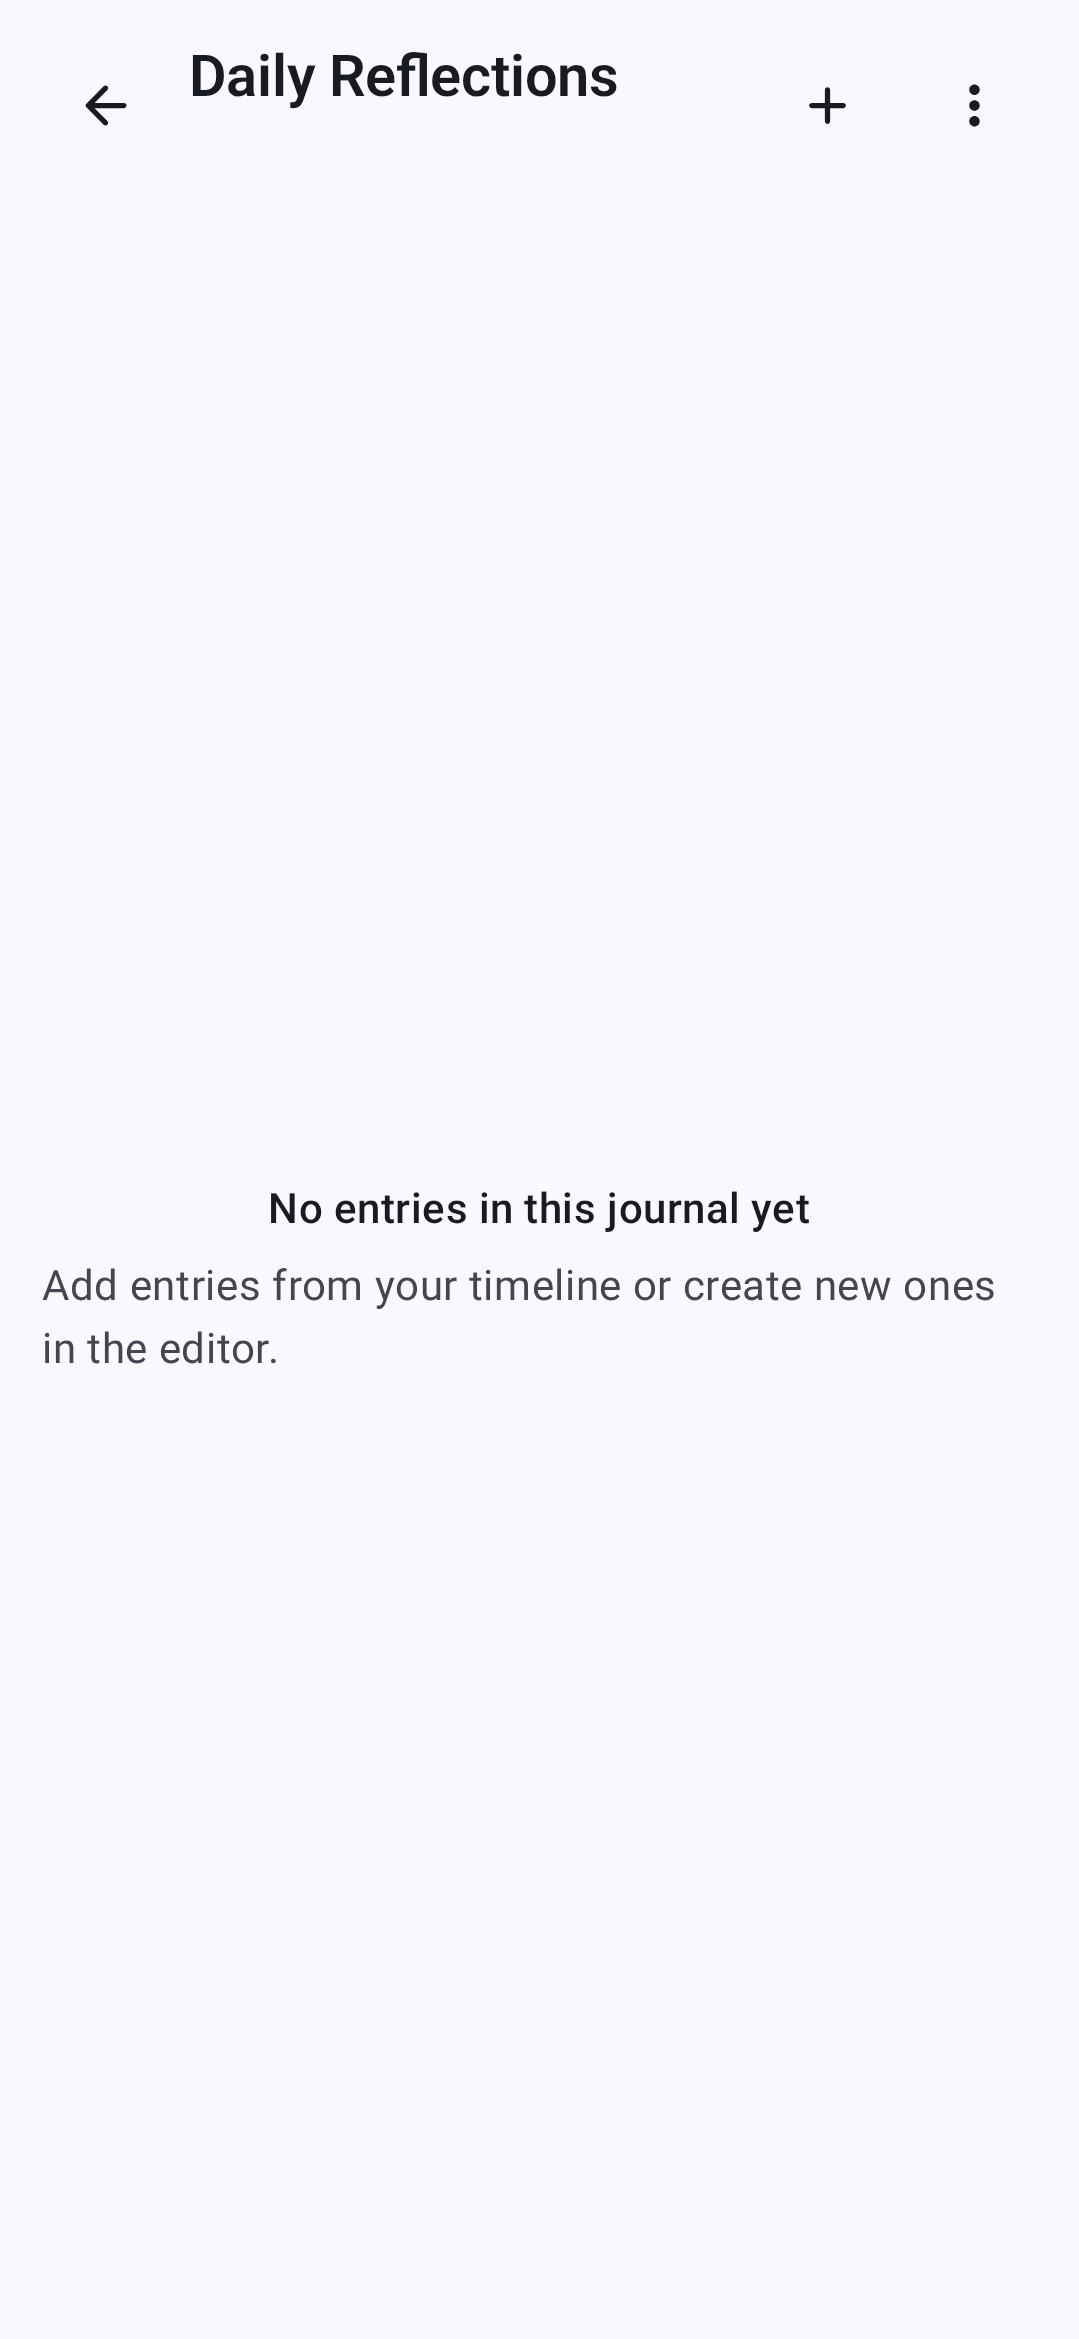 Daily Reflections
No entries in this journal yet
Add entries from your timeline or create new ones
in the editor.